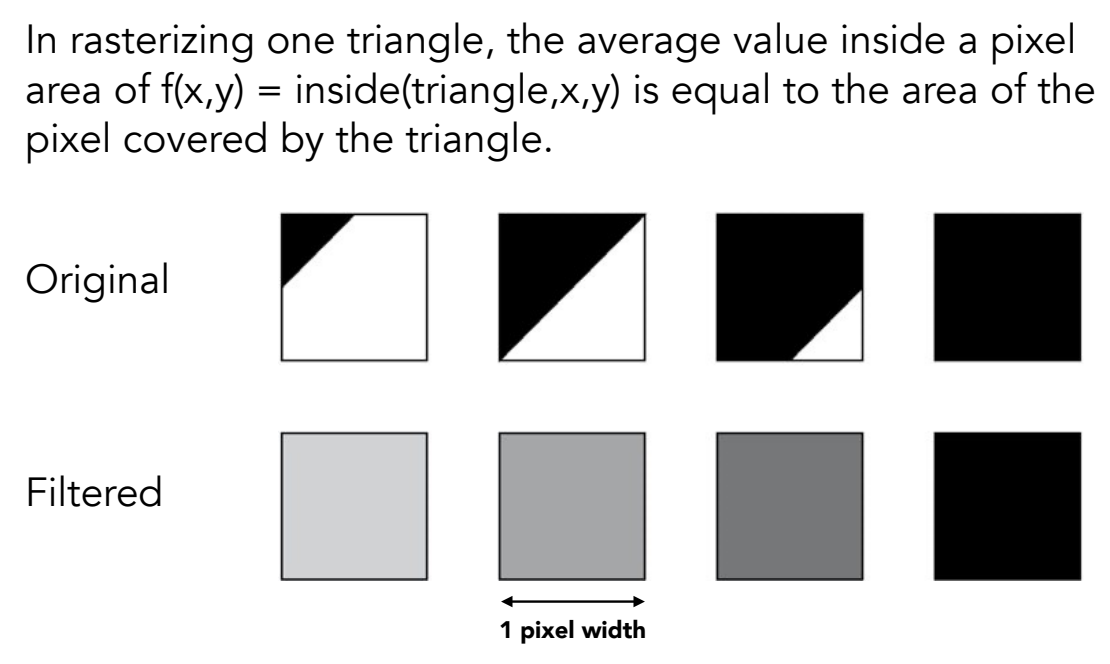 In rasterizing one triangle, the average value inside a pixel
area of f(x,y) = inside(triangle,x,y) is equal to the area of the
pixel covered by the triangle.
Original
Filtered
1 pixel width